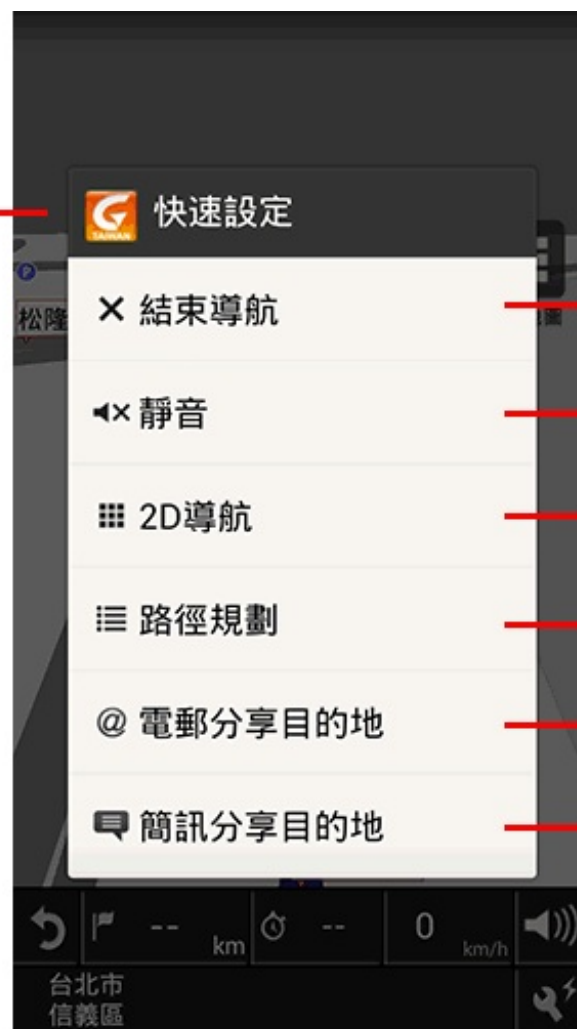 TAIWAN
快速設定
P
松隆
圖
結束導航
靜音
2D導航
路徑規劃
@ 電郵分享目的地
簡訊分享目的地
-- km -- 0 km/h
台北市
信義區